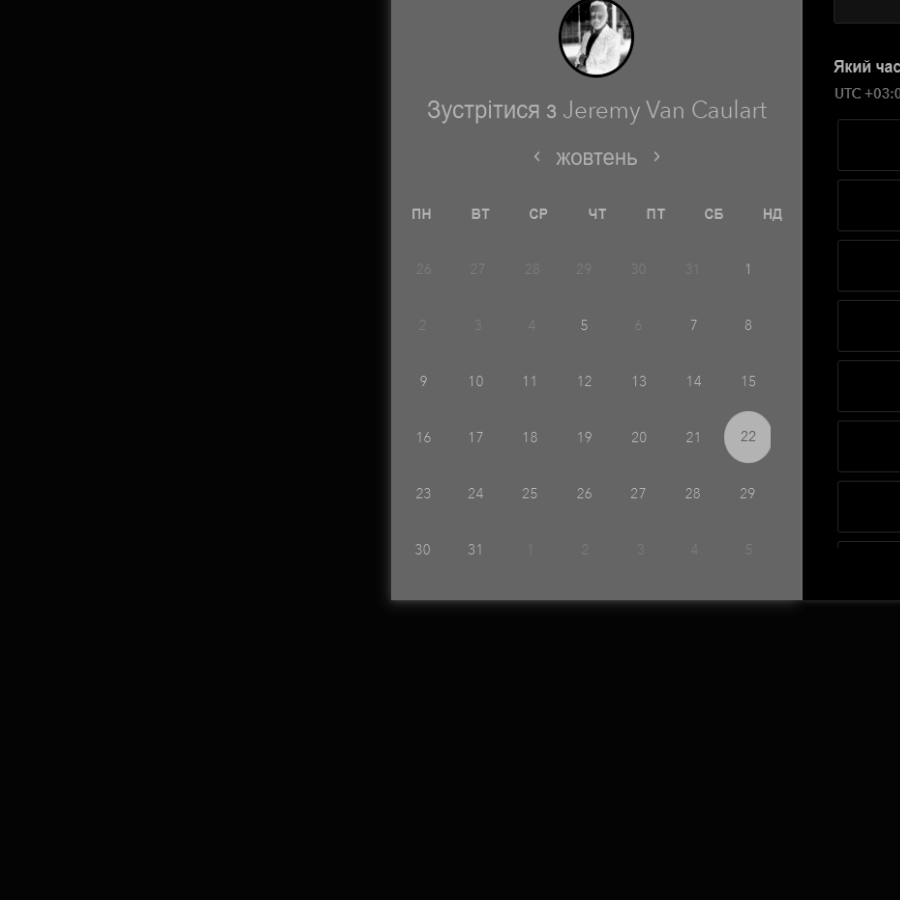 Зустрітися з Jeremy Van Caulart
‹ жовтень ›
ПН ВТ СР ЧТ ПТ СБ НД
26 27 28 29 30 31 1
2 3 4 5 6 7 8
9 10 11 12 13 14 15
16 17 18 19 20 21 22
23 24 25 26 27 28 29
30 31 1 2 3 4 5
Який час
UTC +03:0